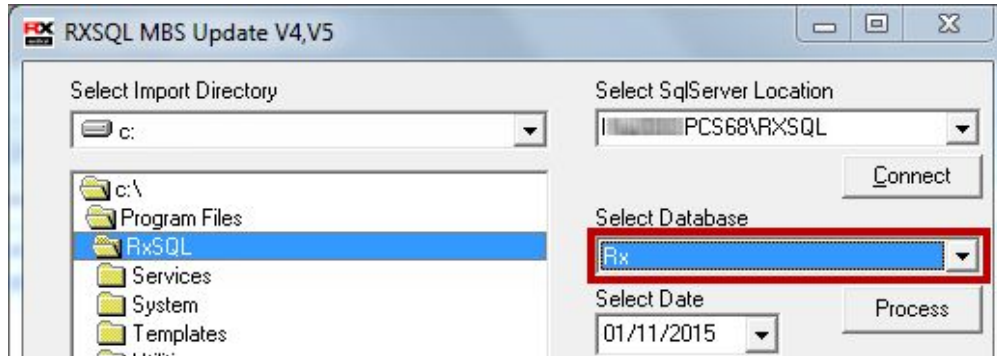 RX RXSQL MBS Update V4,V5
Select Import Directory
c:
c:\
Program Files
RxSQL
Services
System
Templates
Select SqlServer Location
PCS68\RXSQL
Connect
Select Database
Rx
Select Date
Process
01/11/2015